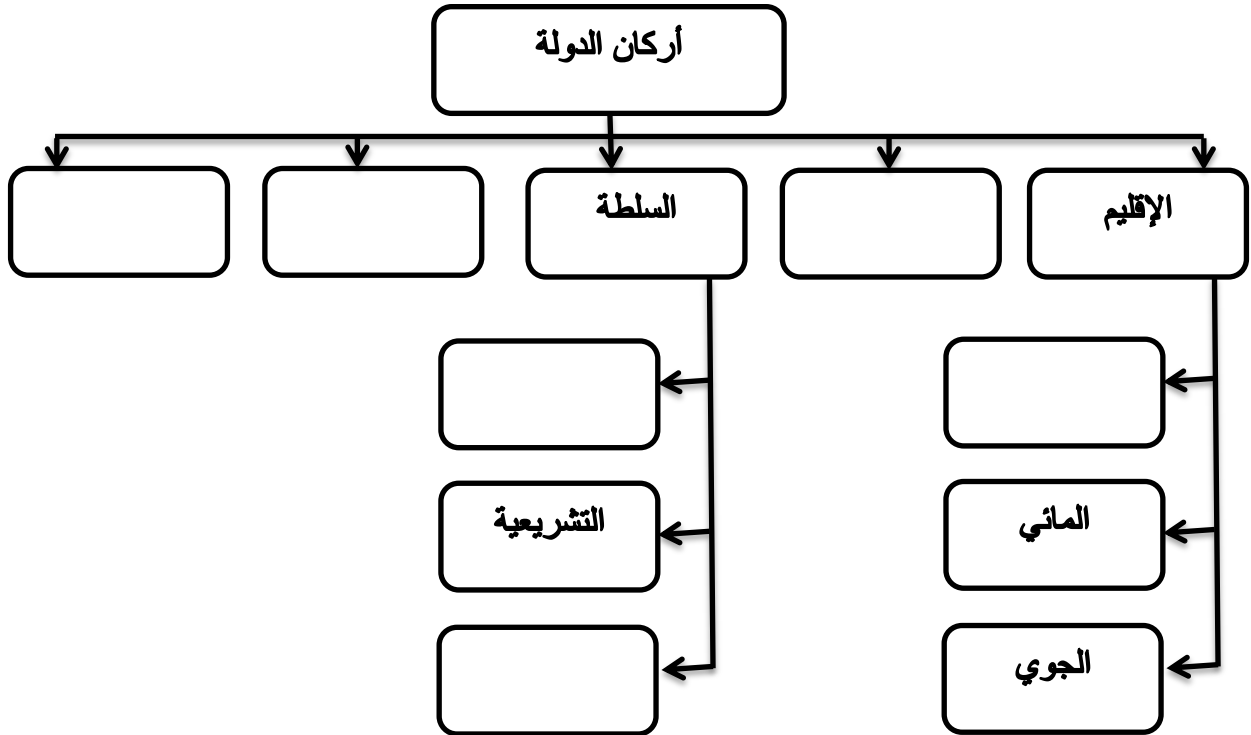 أركان الدولة
الإقليم
السلطة
المائي
التشريعية
الجوي